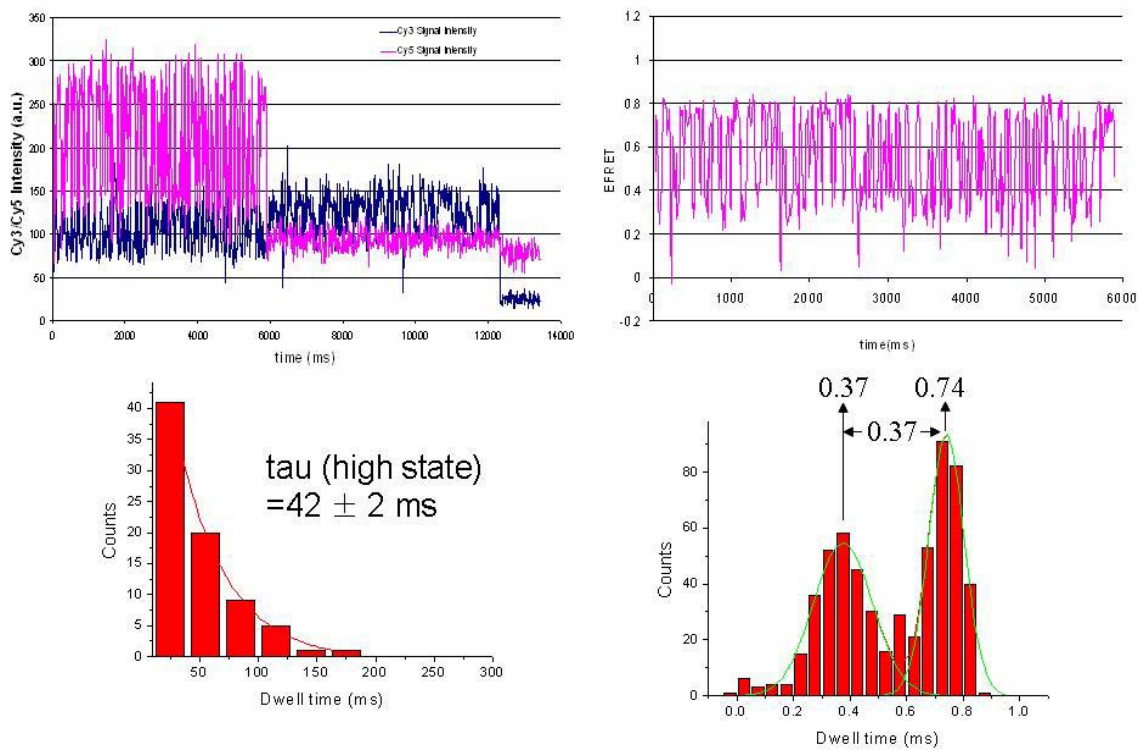 Cy3 Signal Intensity
Cy5 Signal Intensity
Cy3/Cy5 Intensity (a.u.)
350
300
250
200
150
100
50
0
0 2000 4000 6000 8000 10000 12000 14000
time (ms)
EFRET
1.2
1
0.8
0.6
0.4
0.2
0
-0.2
0 1000 2000 3000 4000 5000 6000
time(ms)
Counts
40
35
30
25
20
15
10
5
0
tau (high state)
=42 ± 2 ms
50 100 150 200 250 300
Dwell time (ms)
0.37 0.74
0.37
Counts
80
60
40
20
0
0.0 0.2 0.4 0.6 0.8 1.0
Dwell time (ms)